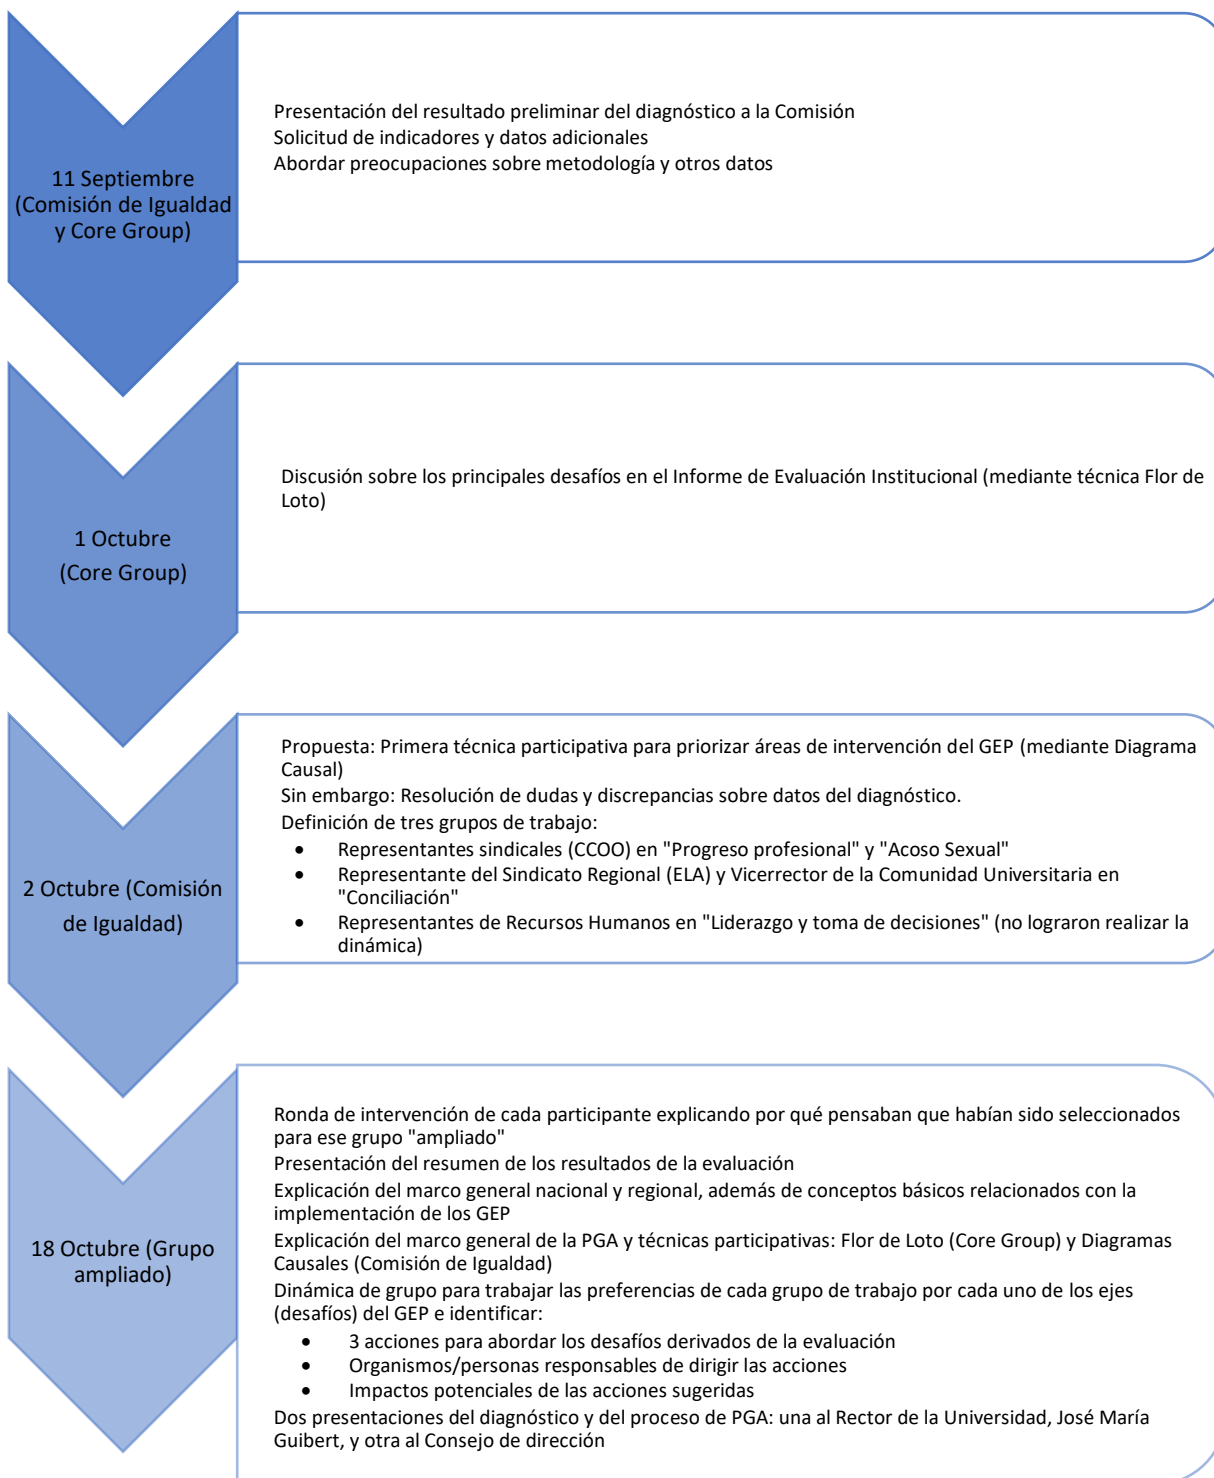 11 Septiembre
(Comisión de Igualdad
y Core Group)
Presentación del resultado preliminar del diagnóstico a la Comisión
Solicitud de indicadores y datos adicionales
Abordar preocupaciones sobre metodología y otros datos
1 Octubre
(Core Group)
Discusión sobre los principales desafíos en el Informe de Evaluación Institucional (mediante técnica Flor de
Loto)
2 Octubre (Comisión
de Igualdad)
Propuesta: Primera técnica participativa para priorizar áreas de intervención del GEP (mediante Diagrama
Causal)
Sin embargo: Resolución de dudas y discrepancias sobre datos del diagnóstico.
Definición de tres grupos de trabajo:
• Representantes sindicales (CCOO) en "Progreso profesional" y "Acoso Sexual"
• Representante del Sindicato Regional (ELA) y Vicerrector de la Comunidad Universitaria en
"Conciliación"
• Representantes de Recursos Humanos en "Liderazgo y toma de decisiones" (no lograron realizar la
dinámica)
18 Octubre (Grupo
ampliado)
Ronda de intervención de cada participante explicando por qué pensaban que habían sido seleccionados
para ese grupo "ampliado"
Presentación del resumen de los resultados de la evaluación
Explicación del marco general nacional y regional, además de conceptos básicos relacionados con la
implementación de los GEP
Explicación del marco general de la PGA y técnicas participativas: Flor de Loto (Core Group) y Diagramas
Causales (Comisión de Igualdad)
Dinámica de grupo para trabajar las preferencias de cada grupo de trabajo por cada uno de los ejes
(desafíos) del GEP e identificar:
• 3 acciones para abordar los desafíos derivados de la evaluación
• Organismos/personas responsables de dirigir las acciones
• Impactos potenciales de las acciones sugeridas
Dos presentaciones del diagnóstico y del proceso de PGA: una al Rector de la Universidad, José María
Guibert, y otra al Consejo de dirección